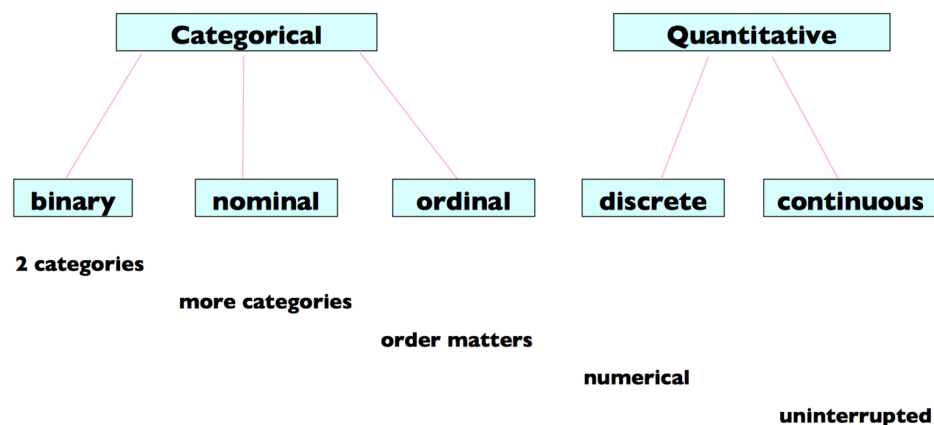 Categorical
Quantitative
binary
nominal
ordinal
discrete
continuous
2 categories
more categories
order matters
numerical
uninterrupted